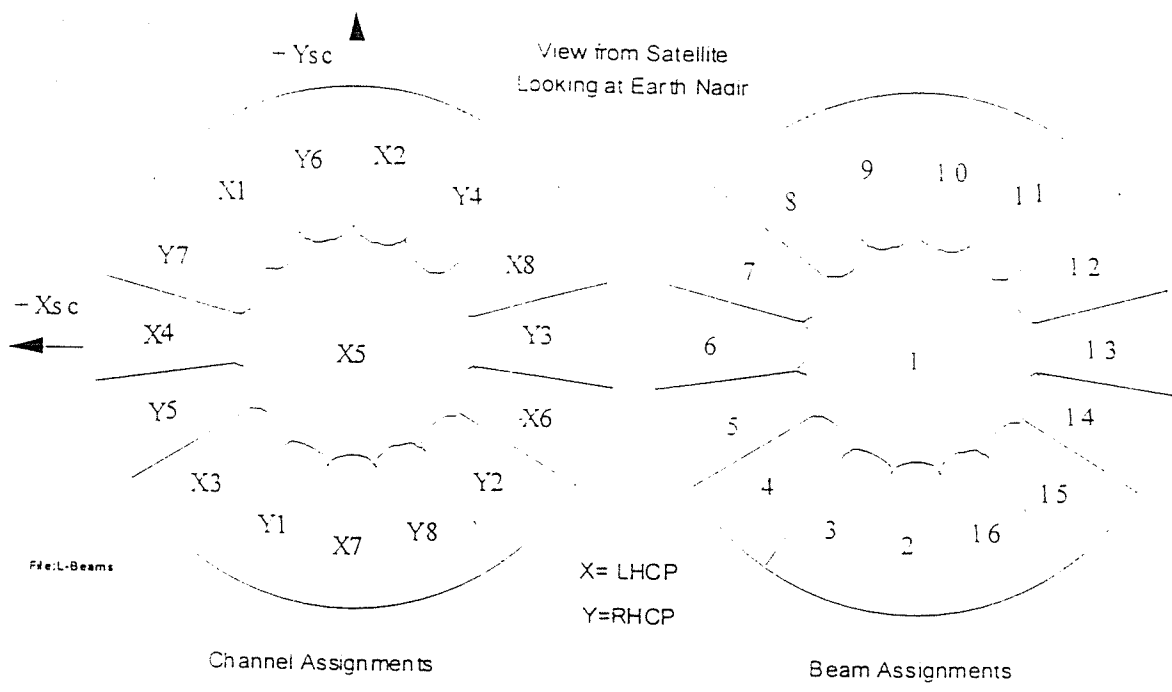 – Ysc
View from Satellite
Looking at Earth Nadir
Y6 X2
X1 Y4
Y7 X8
– Xsc
X4 X5 Y3
Y5 X6
X3 Y2
Y1 X7 Y8
File:L-Beams
Channel Assignments
X= LHCP
Y=RHCP
9 10
8 11
7 12
6 1 13
5 14
4 15
3 2 16
Beam Assignments